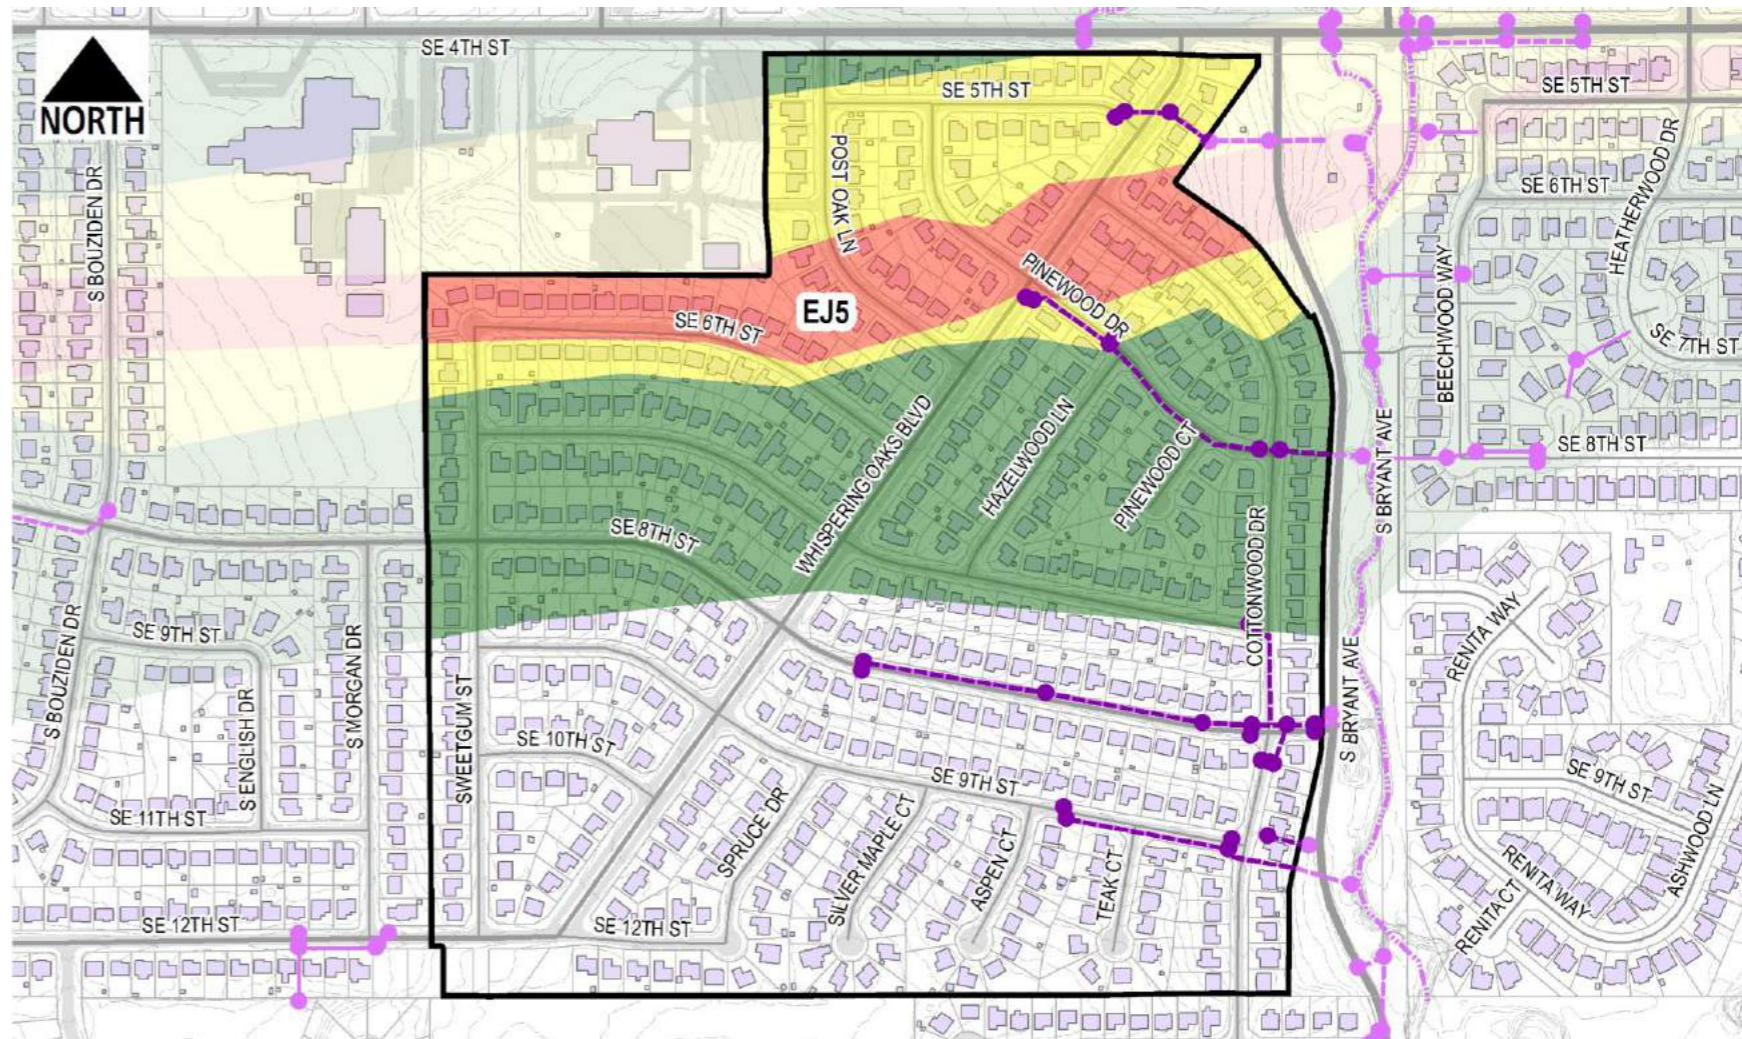 SE 4TH ST
NORTH
SE 5TH ST
SE 5TH ST
POST OAK LN
HEATHERWOOD DR
SE 6TH ST
S BOUZIDEN DR
PINEWOOD DR
EJ5
SE 6TH ST
BEECHWOOD WAY
SE 7TH ST
WHISPERING OAKS BLVD
HAZELWOOD LN
PINEWOOD CT
S BRYANT AVE
SE 8TH ST
SE 8TH ST
COTTONWOOD DR
S BOUZIDEN DR
SE 9TH ST
S MORGAN DR
S ENGLISH DR
SWEETGUM ST
RENITA WAY
S BRYANT AVE
SE 10TH ST
SE 9TH ST
SE 9TH ST
SE 11TH ST
SPRUCE DR
SILVER MAPLE CT
ASPEN CT
TEAK CT
ASHWOOD LN
RENITA WAY
RENITA CT
SE 12TH ST
SE 12TH ST